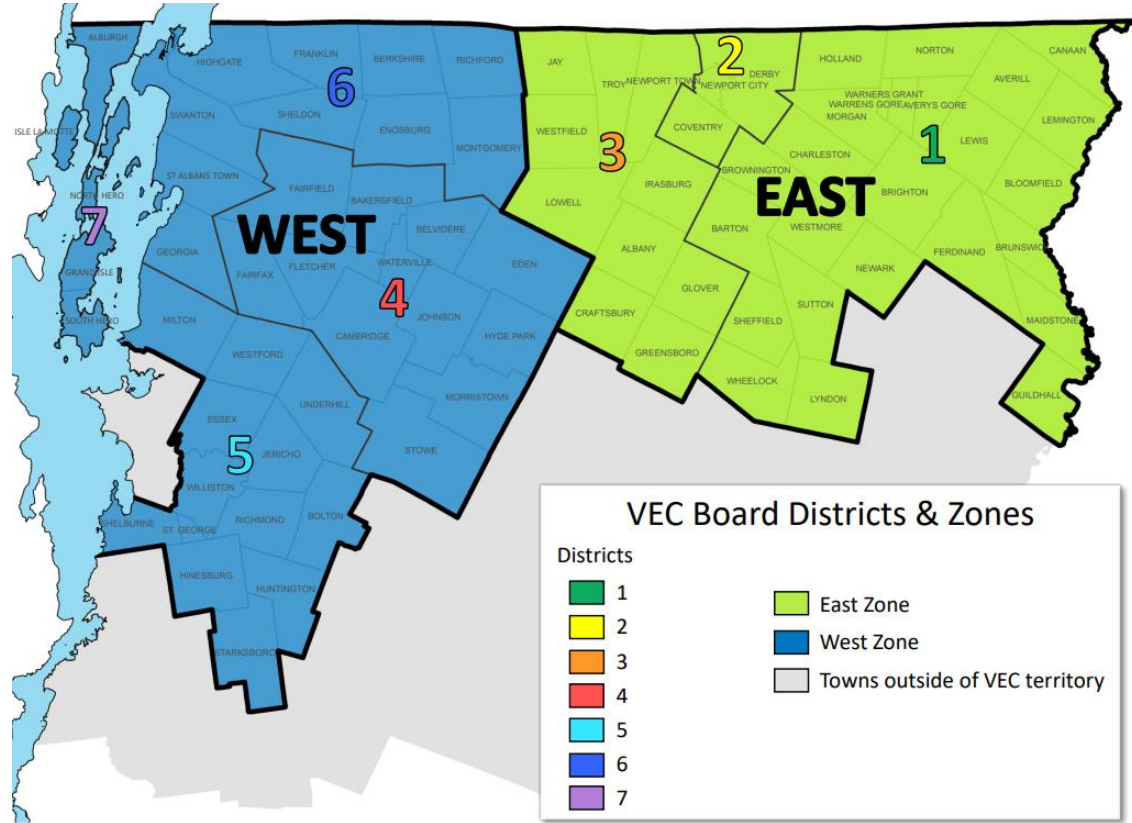 ALBURGH
FRANKLIN
BERKSHIRE
RICHFORD
HIGHGATE
6
SWANTON
SHELDON
ENOSBURG
MONTGOMERY
ISLE LA MOTTE
ST ALBANS TOWN
FAIRFIELD
BAKERSFIELD
NORTH HERO
7
WEST
BELVIDERE
GEORGIA
FAIRFAX
FLETCHER
WATERVILLE
EDEN
GRAND ISLE
4
SOUTH HERO
MILTON
CAMBRIDGE
JOHNSON
HYDE PARK
WESTFORD
UNDERHILL
MORRISTOWN
ESSEX
5
JERICHO
STOWE
WILLISTON
SHELBURNE
ST. GEORGE
RICHMOND
BOLTON
HINESBURG
HUNTINGTON
STARKSBORO
JAY
TROY
NEWPORT TOWN
2
DERBY
NEWPORT CITY
HOLLAND
NORTON
CANAAN
AVERILL
WARNERS GRANT
WARRENS GORE
AVERYS GORE
MORGAN
LEMINGTON
WESTFIELD
3
COVENTRY
1
LEWIS
CHARLESTON
BROWNINGTON
IRASBURG
EAST
BRIGHTON
BLOOMFIELD
LOWELL
BARTON
WESTMORE
ALBANY
FERDINAND
BRUNSWICK
NEWARK
GLOVER
SUTTON
CRAFTSBURY
SHEFFIELD
MAIDSTONE
GREENSBORO
WHEELOCK
LYNDON
GUILDHALL
VEC Board Districts & Zones
Districts
1
2
3
4
5
6
7
East Zone
West Zone
Towns outside of VEC territory